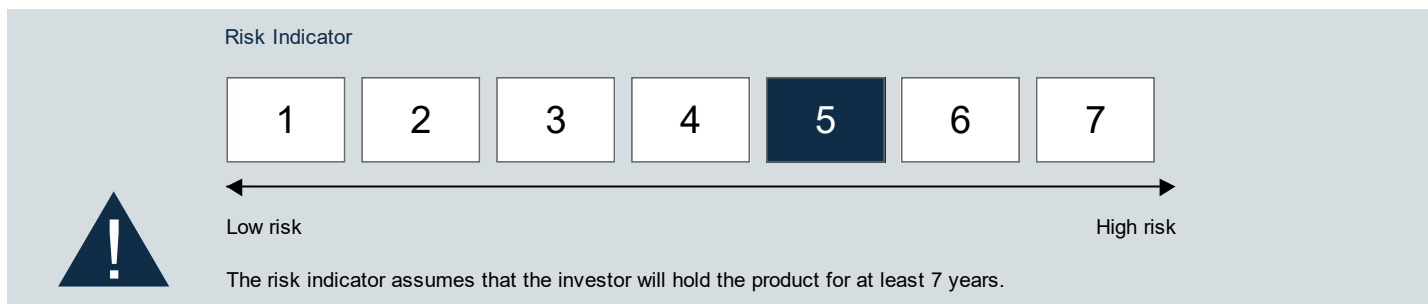 Risk Indicator
1 2 3 4 5 6 7
Low risk High risk
!
The risk indicator assumes that the investor will hold the product for at least 7 years.